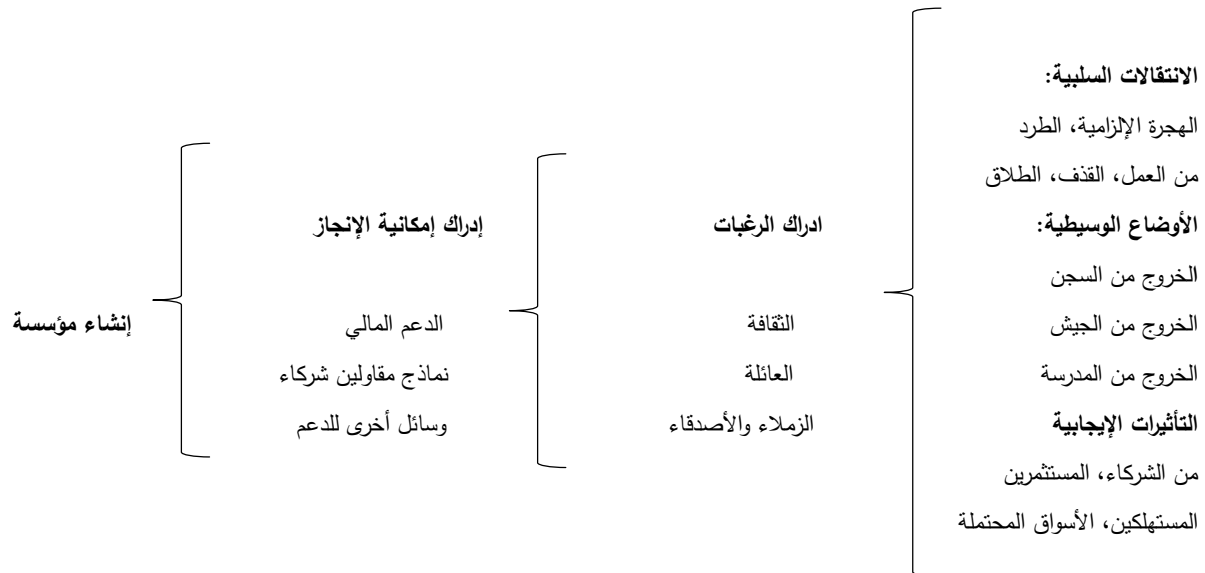 الانتقالات السلبية:
الهجرة الإلزامية، الطرد
من العمل، القذف، الطلاق
الأوضاع الوسيطية:
الخروج من السجن
الخروج من الجيش
الخروج من المدرسة
التأثيرات الإيجابية
من الشركاء، المستثمرين
المستهلكين، الأسواق المحتملة
ادراك الرغبات
الثقافة
العائلة
الزملاء والأصدقاء
إدراك إمكانية الإنجاز
الدعم المالي
نماذج مقاولين شركاء
وسائل أخرى للدعم
إنشاء مؤسسة